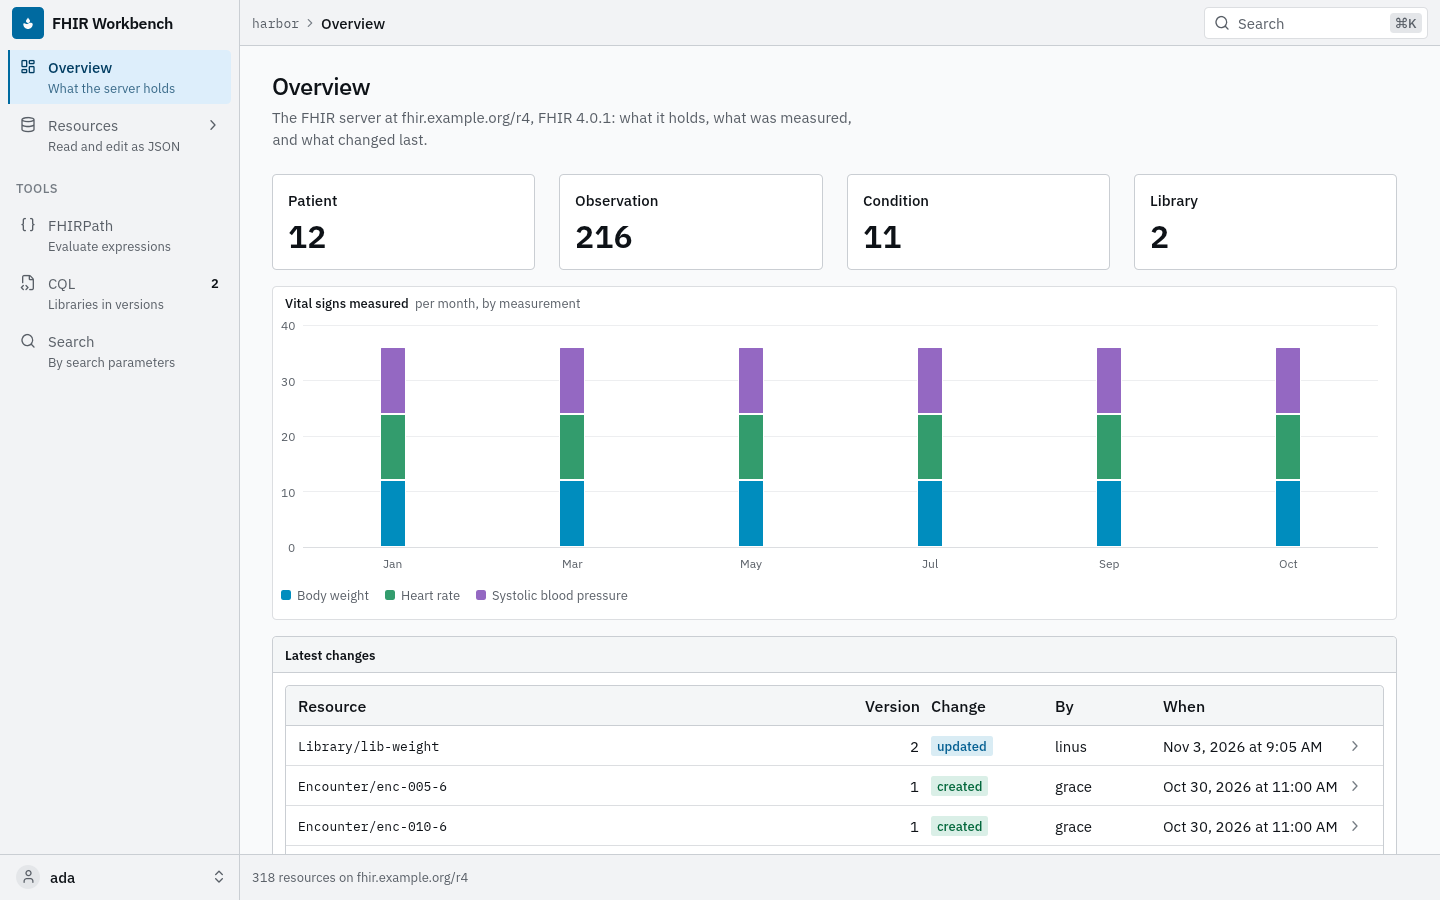 FHIR Workbench
harbor > Overview
Search ⌘K
Overview
What the server holds
Resources
Read and edit as JSON
TOOLS
FHIRPath
Evaluate expressions
CQL 2
Libraries in versions
Search
By search parameters
ada
Overview
The FHIR server at fhir.example.org/r4, FHIR 4.0.1: what it holds, what was measured,
and what changed last.
Patient
12
Observation
216
Condition
11
Library
2
Vital signs measured per month, by measurement
40
30
20
10
0
Jan Mar May Jul Sep Oct
Body weight Heart rate Systolic blood pressure
Latest changes
Resource Version Change By When
Library/lib-weight 2 updated linus Nov 3, 2026 at 9:05 AM
Encounter/enc-005-6 1 created grace Oct 30, 2026 at 11:00 AM
Encounter/enc-010-6 1 created grace Oct 30, 2026 at 11:00 AM
318 resources on fhir.example.org/r4